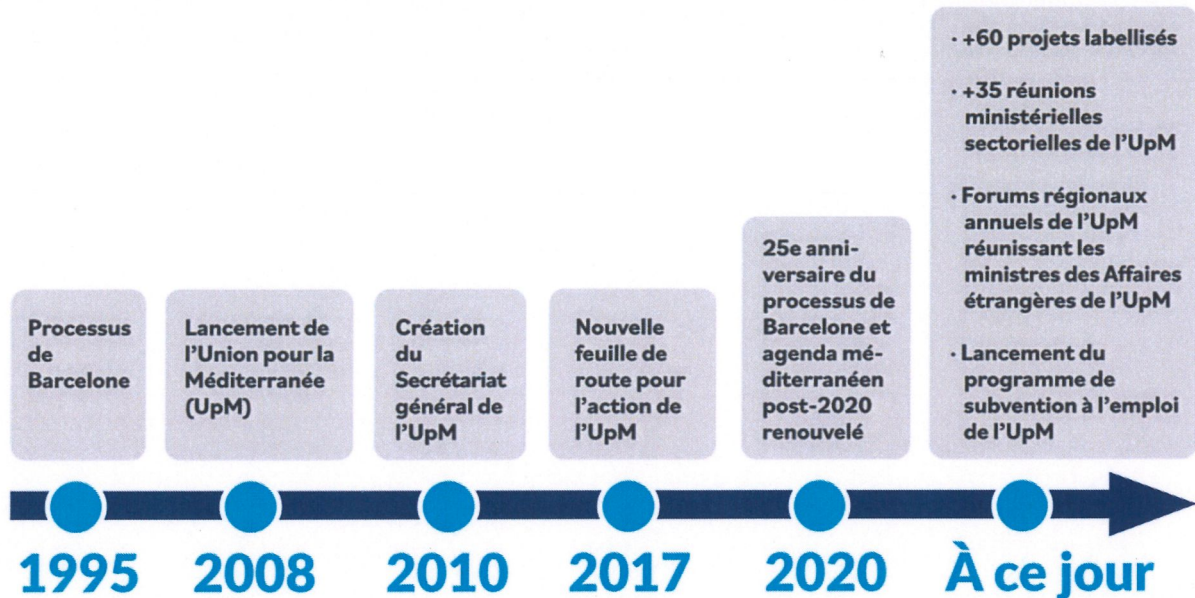 Processus
de
Barcelone
1995
Lancement de
l'Union pour la
Méditerranée
(UpM)
2008
Création
du
Secrétariat
général de
l'UpM
2010
Nouvelle
feuille de
route pour
l'action de
l'UpM
2017
25e anni-
versaire du
processus de
Barcelone et
agenda mé-
diterranéen
post-2020
renouvelé
2020
· +60 projets labellisés
· +35 réunions
ministérielles
sectorielles de l'UpM
· Forums régionaux
annuels de l'UpM
réunissant les
ministres des Affaires
étrangères de l'UpM
· Lancement du
programme de
subvention à l'emploi
de l'UpM
À ce jour